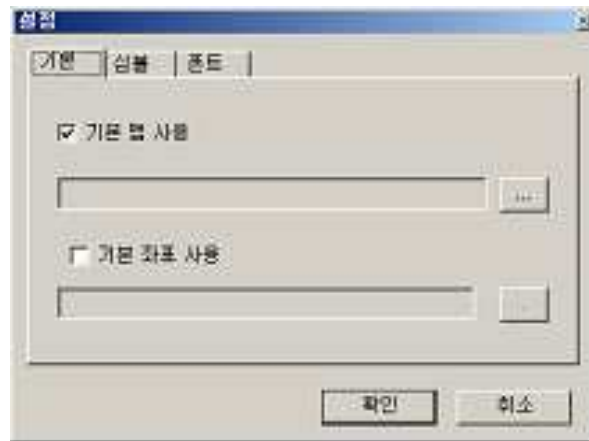 설정
기본 심볼 폰트
기본 맵 사용
...
기본 좌표 사용
확인 취소